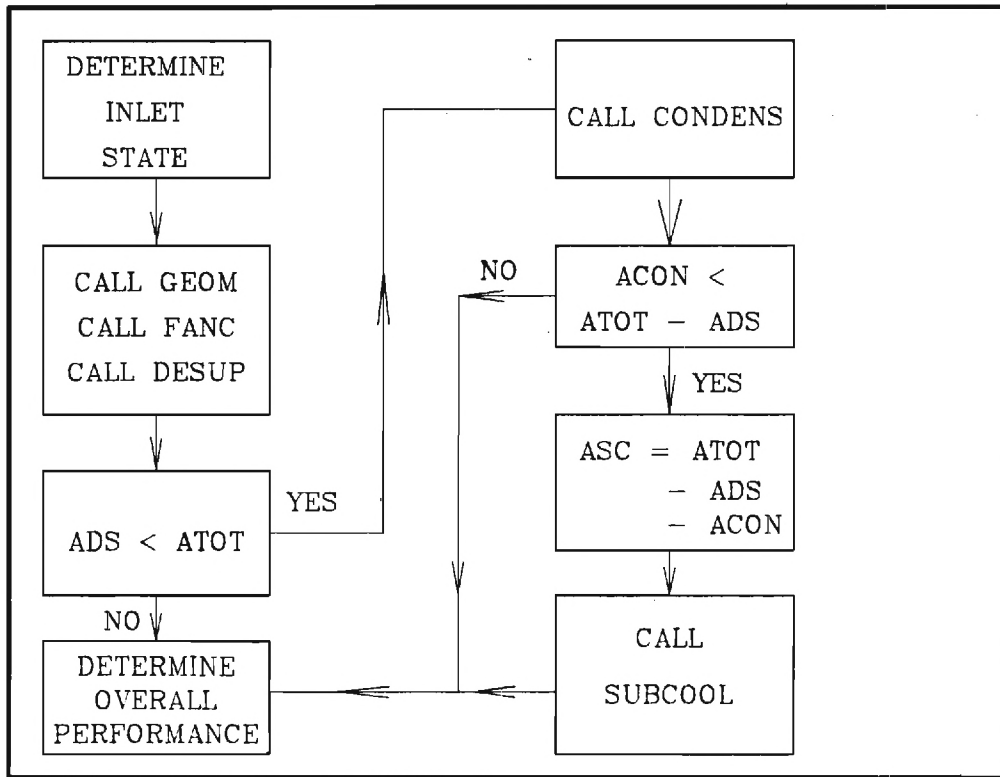 DETERMINE
INLET
STATE
CALL GEOM
CALL FANC
CALL DESUP
ADS < ATOT
YES
NO
DETERMINE
OVERALL
PERFORMANCE
CALL CONDENS
ACON <
ATOT - ADS
NO
YES
ASC = ATOT
- ADS
- ACON
CALL
SUBCOOL